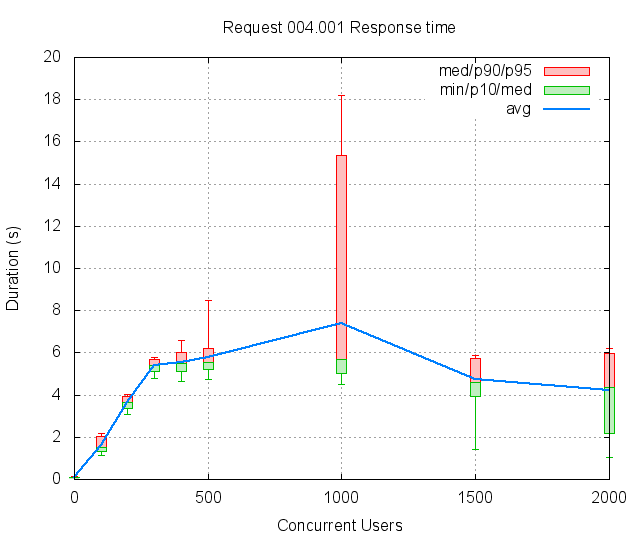 Request 004.001 Response time
med/p90/p95
min/p10/med
avg
20
18
16
14
12
10
8
6
4
2
0
Duration (s)
0 500 1000 1500 2000
Concurrent Users